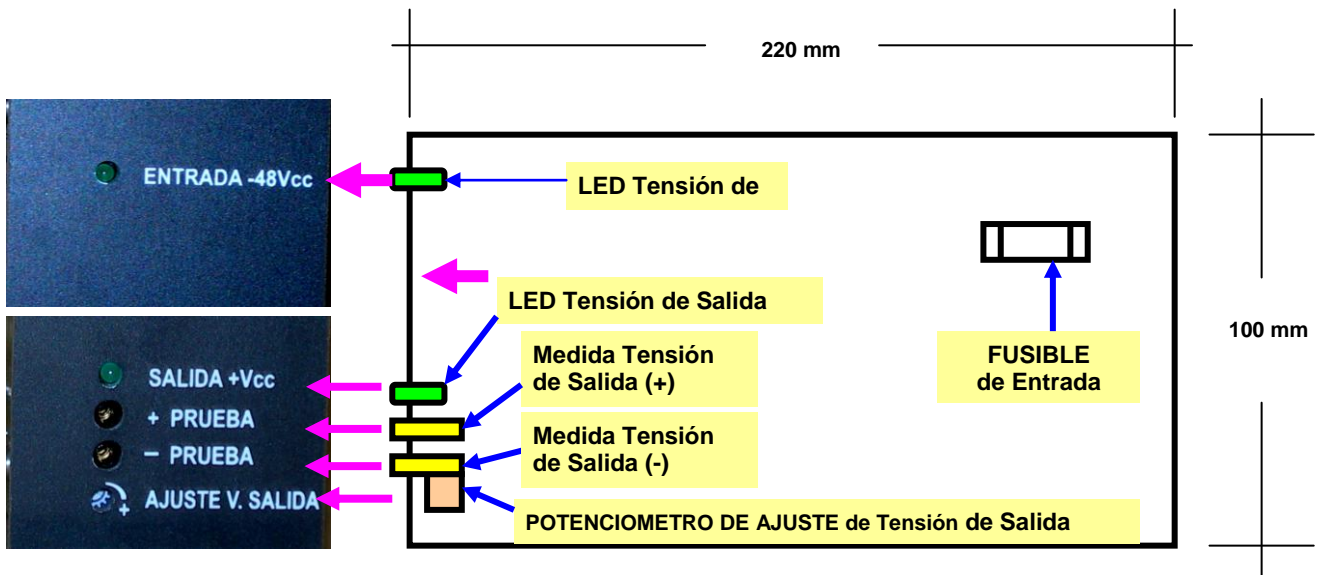 220 mm
ENTRADA -48Vcc
LED Tensión de
LED Tensión de Salida
100 mm
Medida Tensión
de Salida (+)
FUSIBLE
de Entrada
SALIDA +Vcc
+ PRUEBA
Medida Tensión
de Salida (-)
– PRUEBA
AJUSTE V. SALIDA
+
POTENCIOMETRO DE AJUSTE de Tensión de Salida